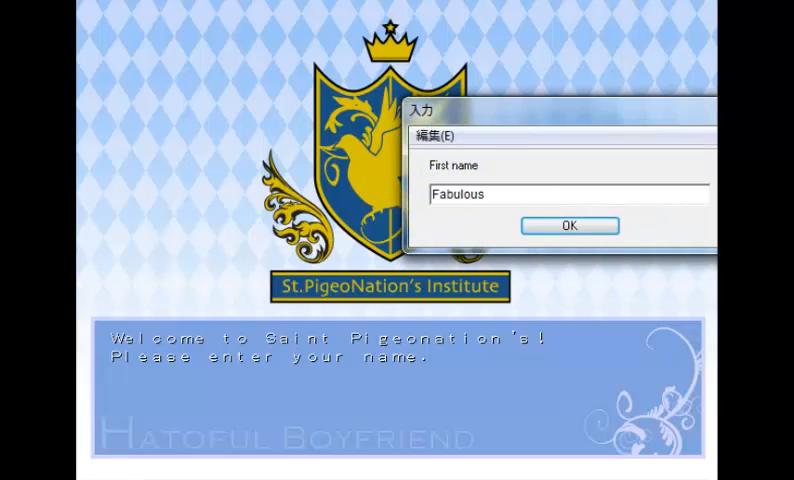 入力
編集(E)
First name
Fabulous
OK
St.PigeoNation's Institute
Welcome to Saint Pigeonation's!
Please enter your name.
HATOFUL BOYFRIEND